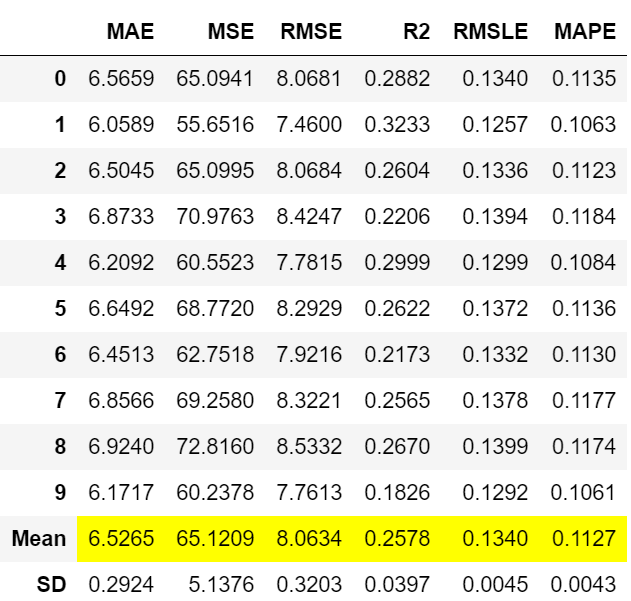 MAE MSE RMSE R2 RMSLE MAPE
0 6.5659 65.0941 8.0681 0.2882 0.1340 0.1135
1 6.0589 55.6516 7.4600 0.3233 0.1257 0.1063
2 6.5045 65.0995 8.0684 0.2604 0.1336 0.1123
3 6.8733 70.9763 8.4247 0.2206 0.1394 0.1184
4 6.2092 60.5523 7.7815 0.2999 0.1299 0.1084
5 6.6492 68.7720 8.2929 0.2622 0.1372 0.1136
6 6.4513 62.7518 7.9216 0.2173 0.1332 0.1130
7 6.8566 69.2580 8.3221 0.2565 0.1378 0.1177
8 6.9240 72.8160 8.5332 0.2670 0.1399 0.1174
9 6.1717 60.2378 7.7613 0.1826 0.1292 0.1061
Mean 6.5265 65.1209 8.0634 0.2578 0.1340 0.1127
SD 0.2924 5.1376 0.3203 0.0397 0.0045 0.0043